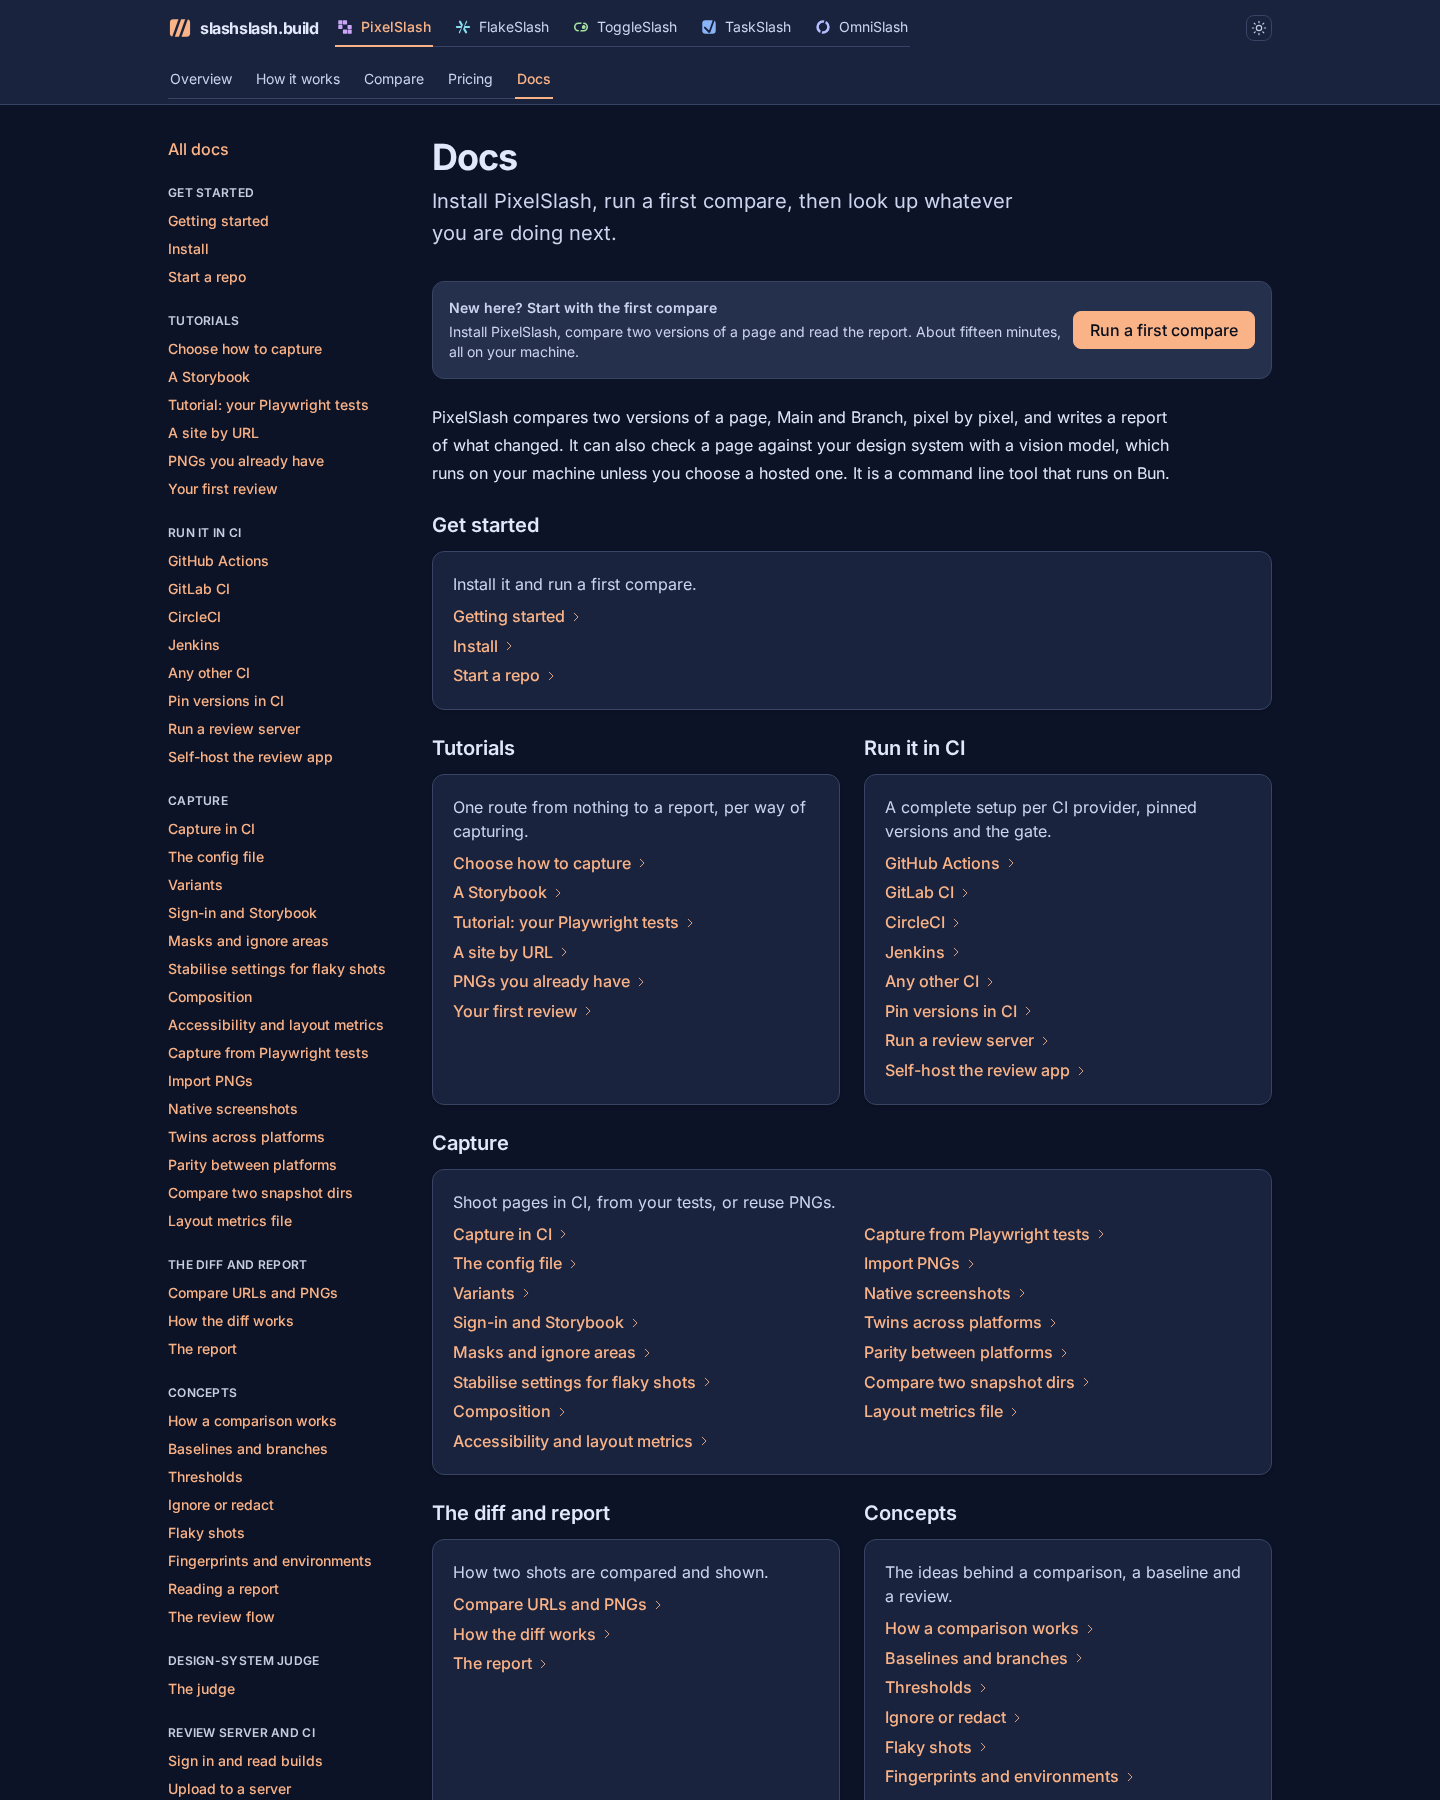 slashslash.build
PixelSlash
FlakeSlash
ToggleSlash
TaskSlash
OmniSlash
Overview
How it works
Compare
Pricing
Docs
All docs
GET STARTED
Getting started
Install
Start a repo
TUTORIALS
Choose how to capture
A Storybook
Tutorial: your Playwright tests
A site by URL
PNGs you already have
Your first review
RUN IT IN CI
GitHub Actions
GitLab CI
CircleCI
Jenkins
Any other CI
Pin versions in CI
Run a review server
Self-host the review app
CAPTURE
Capture in CI
The config file
Variants
Sign-in and Storybook
Masks and ignore areas
Stabilise settings for flaky shots
Composition
Accessibility and layout metrics
Capture from Playwright tests
Import PNGs
Native screenshots
Twins across platforms
Parity between platforms
Compare two snapshot dirs
Layout metrics file
THE DIFF AND REPORT
Compare URLs and PNGs
How the diff works
The report
CONCEPTS
How a comparison works
Baselines and branches
Thresholds
Ignore or redact
Flaky shots
Fingerprints and environments
Reading a report
The review flow
DESIGN-SYSTEM JUDGE
The judge
REVIEW SERVER AND CI
Sign in and read builds
Upload to a server
Docs
Install PixelSlash, run a first compare, then look up whatever
you are doing next.
New here? Start with the first compare
Install PixelSlash, compare two versions of a page and read the report. About fifteen minutes,
all on your machine.
Run a first compare
PixelSlash compares two versions of a page, Main and Branch, pixel by pixel, and writes a report
of what changed. It can also check a page against your design system with a vision model, which
runs on your machine unless you choose a hosted one. It is a command line tool that runs on Bun.
Get started
Install it and run a first compare.
Getting started
Install
Start a repo
Tutorials
One route from nothing to a report, per way of
capturing.
Choose how to capture
A Storybook
Tutorial: your Playwright tests
A site by URL
PNGs you already have
Your first review
Run it in CI
A complete setup per CI provider, pinned
versions and the gate.
GitHub Actions
GitLab CI
CircleCI
Jenkins
Any other CI
Pin versions in CI
Run a review server
Self-host the review app
Capture
Shoot pages in CI, from your tests, or reuse PNGs.
Capture in CI
The config file
Variants
Sign-in and Storybook
Masks and ignore areas
Stabilise settings for flaky shots
Composition
Accessibility and layout metrics
Capture from Playwright tests
Import PNGs
Native screenshots
Twins across platforms
Parity between platforms
Compare two snapshot dirs
Layout metrics file
The diff and report
How two shots are compared and shown.
Compare URLs and PNGs
How the diff works
The report
Concepts
The ideas behind a comparison, a baseline and
a review.
How a comparison works
Baselines and branches
Thresholds
Ignore or redact
Flaky shots
Fingerprints and environments